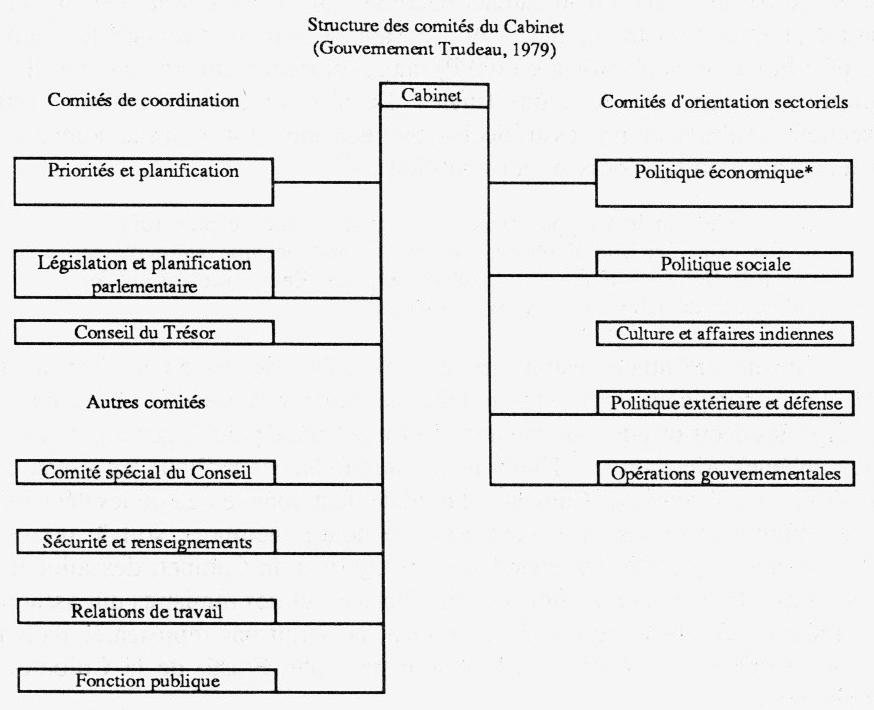 Structure des comités du Cabinet
(Gouvernement Trudeau, 1979)
Cabinet
Comités de coordination
Priorités et planification
Législation et planification
parlementaire
Conseil du Trésor
Autres comités
Comité spécial du Conseil
Sécurité et renseignements
Relations de travail
Fonction publique
Comités d'orientation sectoriels
Politique économique*
Politique sociale
Culture et affaires indiennes
Politique extérieure et défense
Opérations gouvernementales